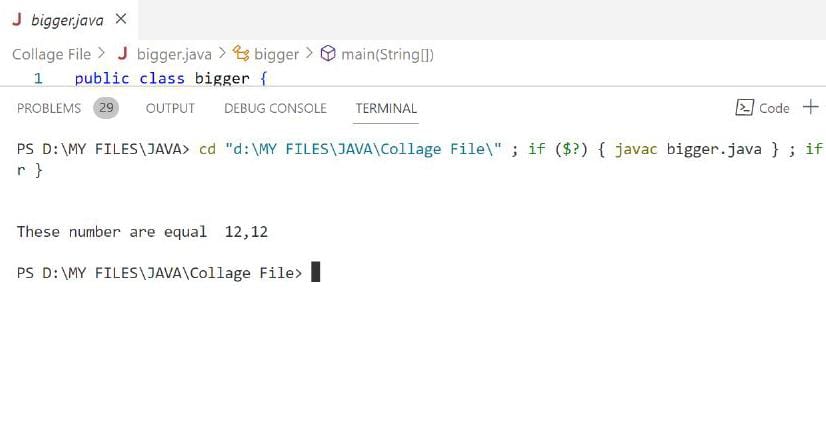 J bigger.java ×
Collage File > J bigger.java > bigger > main(String[])
1 public class bigger {
PROBLEMS 29 OUTPUT DEBUG CONSOLE TERMINAL Code +
PS D:\MY FILES\JAVA> cd "d:\MY FILES\JAVA\Collage File\" ; if ($?) { javac bigger.java } ; if
r }
These number are equal  12,12
PS D:\MY FILES\JAVA\Collage File>